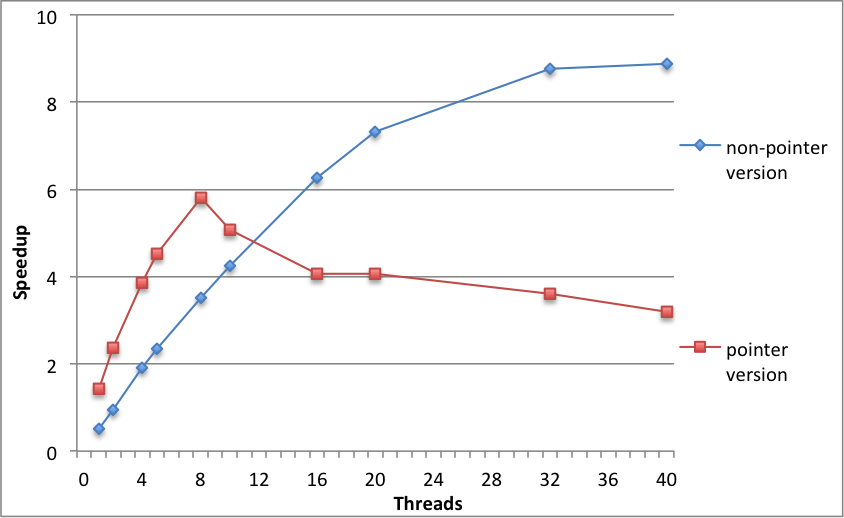 10
8
6
4
2
0
Speedup
0 4 8 12 16 20 24 28 32 36 40
Threads
non-pointer
version
pointer
version